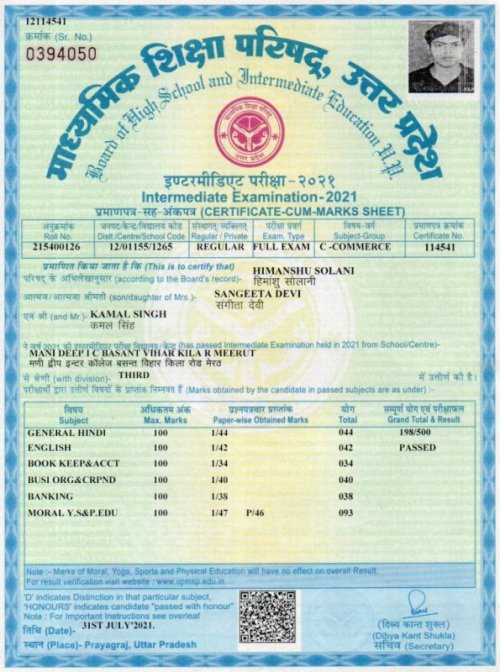 12114541
क्रमांक (Sr. No.)
0394050
माध्यमिक शिक्षा परिषद्, उत्तर प्रदेश
Board of High School and Intermediate Education U.P.
इण्टरमीडिएट परीक्षा-२०२१
Intermediate Examination-2021
प्रमाणपत्र-सह-अंकपत्र (CERTIFICATE-CUM-MARKS SHEET)
अनुक्रमांक जनपद/केन्द्र/विद्यालय कोड संस्थागत/व्यक्तिगत परीक्षा प्रवर्ग विषय-वर्ग प्रमाणपत्र क्रमांक
Roll No. Distt./Centre/School Code Regular / Private Exam. Type Subject-Group Certificate No.
215400126 12/01155/1265 REGULAR FULL EXAM C -COMMERCE 114541
प्रमाणित किया जाता है कि (This is to certify that) HIMANSHU SOLANI
परिषद् के अभिलेखानुसार (according to the Board's record)- हिमांशु सोलानी
आत्मज/आत्मजा श्रीमती (son/daughter of Mrs.)- SANGEETA DEVI
संगीता देवी
एवं श्री (and Mr.)- KAMAL SINGH
कमल सिंह
(has passed Intermediate Examination held in 2021 from School/Centre)-
MANI DEEP I C BASANT VIHAR KILA R MEERUT
मणी द्वीप इन्टर कॉलेज बसन्त विहार किला रोड मेरठ
से श्रेणी (with division)- THIRD में उत्तीर्ण की है।
परीक्षार्थी द्वारा उत्तीर्ण विषयों के प्राप्तांक निम्नवत हैं (Marks obtained by the candidate in passed subjects are as under) :-
विषय अधिकतम अंक प्रश्नपत्रवार प्राप्तांक योग सम्पूर्ण योग एवं परीक्षाफल
Subject Max. Marks Paper-wise Obtained Marks Total Grand Total & Result
GENERAL HINDI 100 1/44 044 198/500
ENGLISH 100 1/42 042 PASSED
BOOK KEEP&ACCT 100 1/34 034
BUSI ORG&CRPND 100 1/40 040
BANKING 100 1/38 038
MORAL Y.S&P.EDU 100 1/47 P/46 093
Note :- Marks of Moral, Yoga, Sports and Physical Education will have no effect on overall Result.
For result verification visit website : www.upmsp.edu.in
'D' indicates Distinction in that particular subject,
'HONOURS' indicates candidate "passed with honour"
Note : For Important Instructions see overleaf
31ST JULY'2021.
तिथि (Date)-
स्थान (Place)- Prayagraj, Uttar Pradesh
(दिव्य कान्त शुक्ल)
(Dibya Kant Shukla)
सचिव (Secretary)